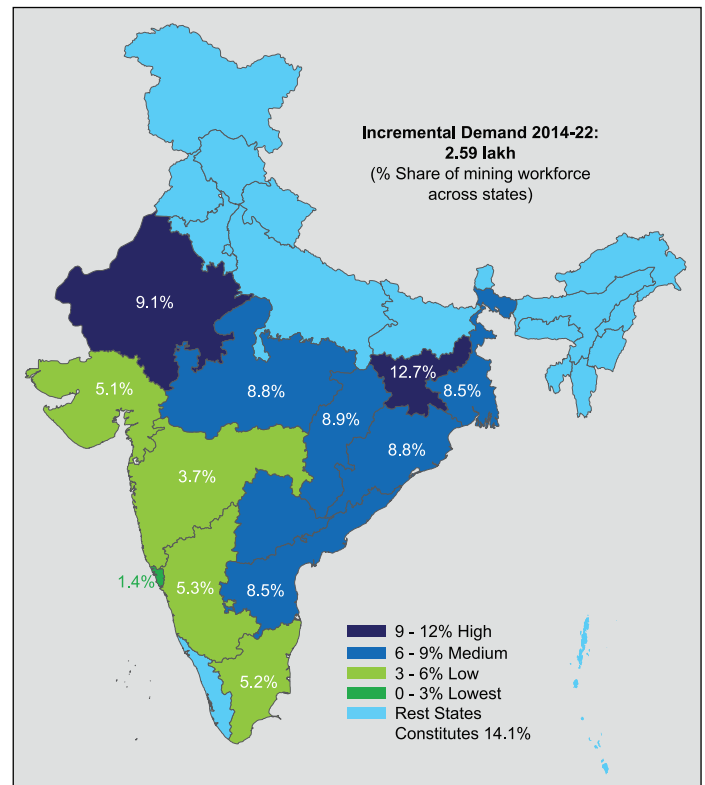 Incremental Demand 2014-22:
2.59 lakh
(% Share of mining workforce
across states)
9.1%
12.7%
5.1%
8.8%
8.9%
8.5%
8.8%
3.7%
1.4%
5.3%
8.5%
5.2%
9 - 12% High
6 - 9% Medium
3 - 6% Low
0 - 3% Lowest
Rest States
Constitutes 14.1%